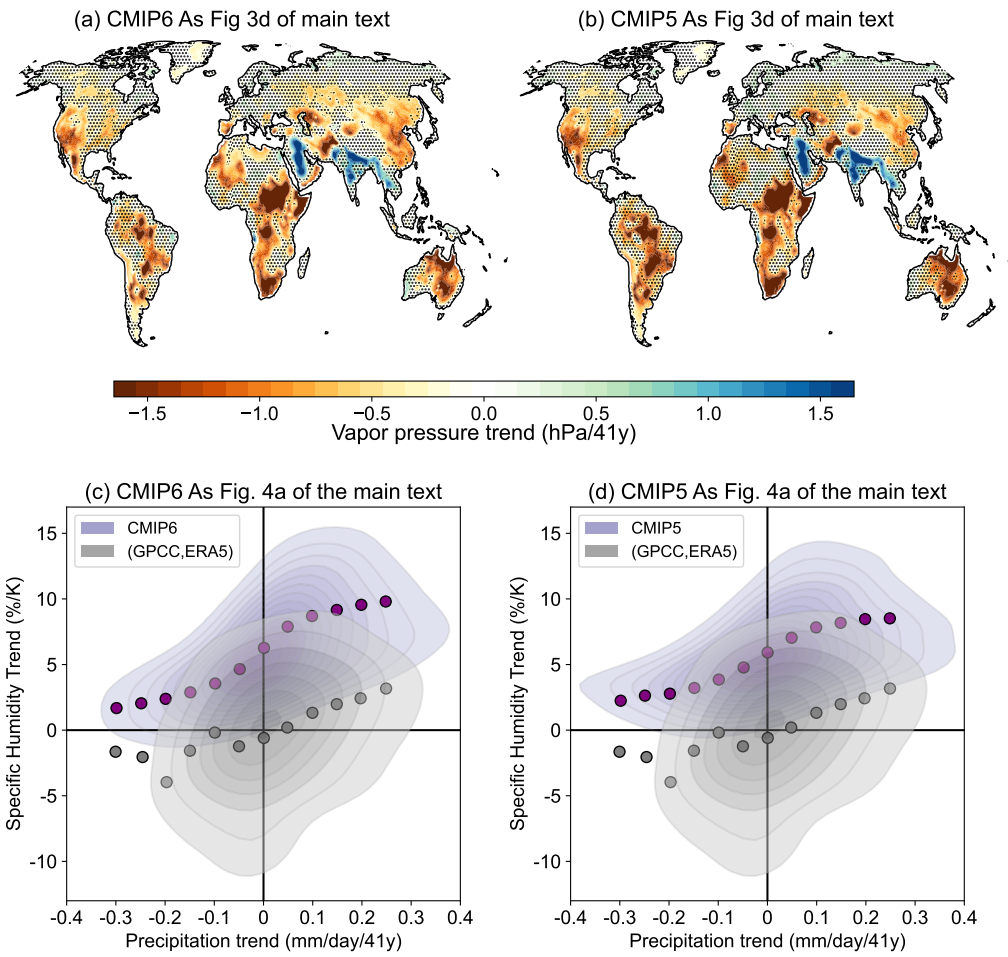 (a) CMIP6 As Fig 3d of main text
(b) CMIP5 As Fig 3d of main text
−1.5 −1.0 −0.5 0.0 0.5 1.0 1.5
Vapor pressure trend (hPa/41y)
(c) CMIP6 As Fig. 4a of the main text
CMIP6
(GPCC,ERA5)
Specific Humidity Trend (%/K)
15
10
5
0
-5
-10
-0.4 -0.3 -0.2 -0.1 0 0.1 0.2 0.3 0.4
Precipitation trend (mm/day/41y)
(d) CMIP5 As Fig. 4a of the main text
CMIP5
(GPCC,ERA5)
Specific Humidity Trend (%/K)
15
10
5
0
-5
-10
-0.4 -0.3 -0.2 -0.1 0 0.1 0.2 0.3 0.4
Precipitation trend (mm/day/41y)